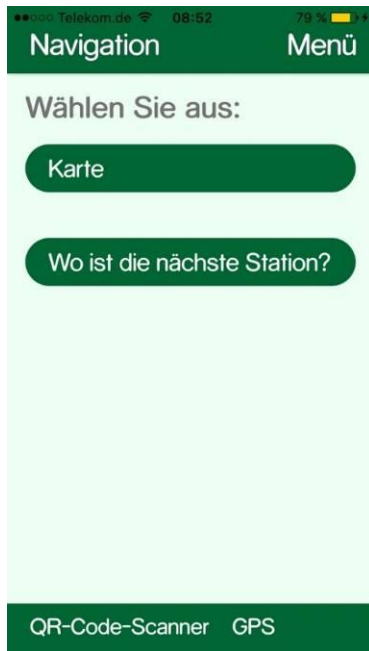 Telekom.de 08:52 79 %
Navigation Menü
Wählen Sie aus:
Karte
Wo ist die nächste Station?
QR-Code-Scanner GPS